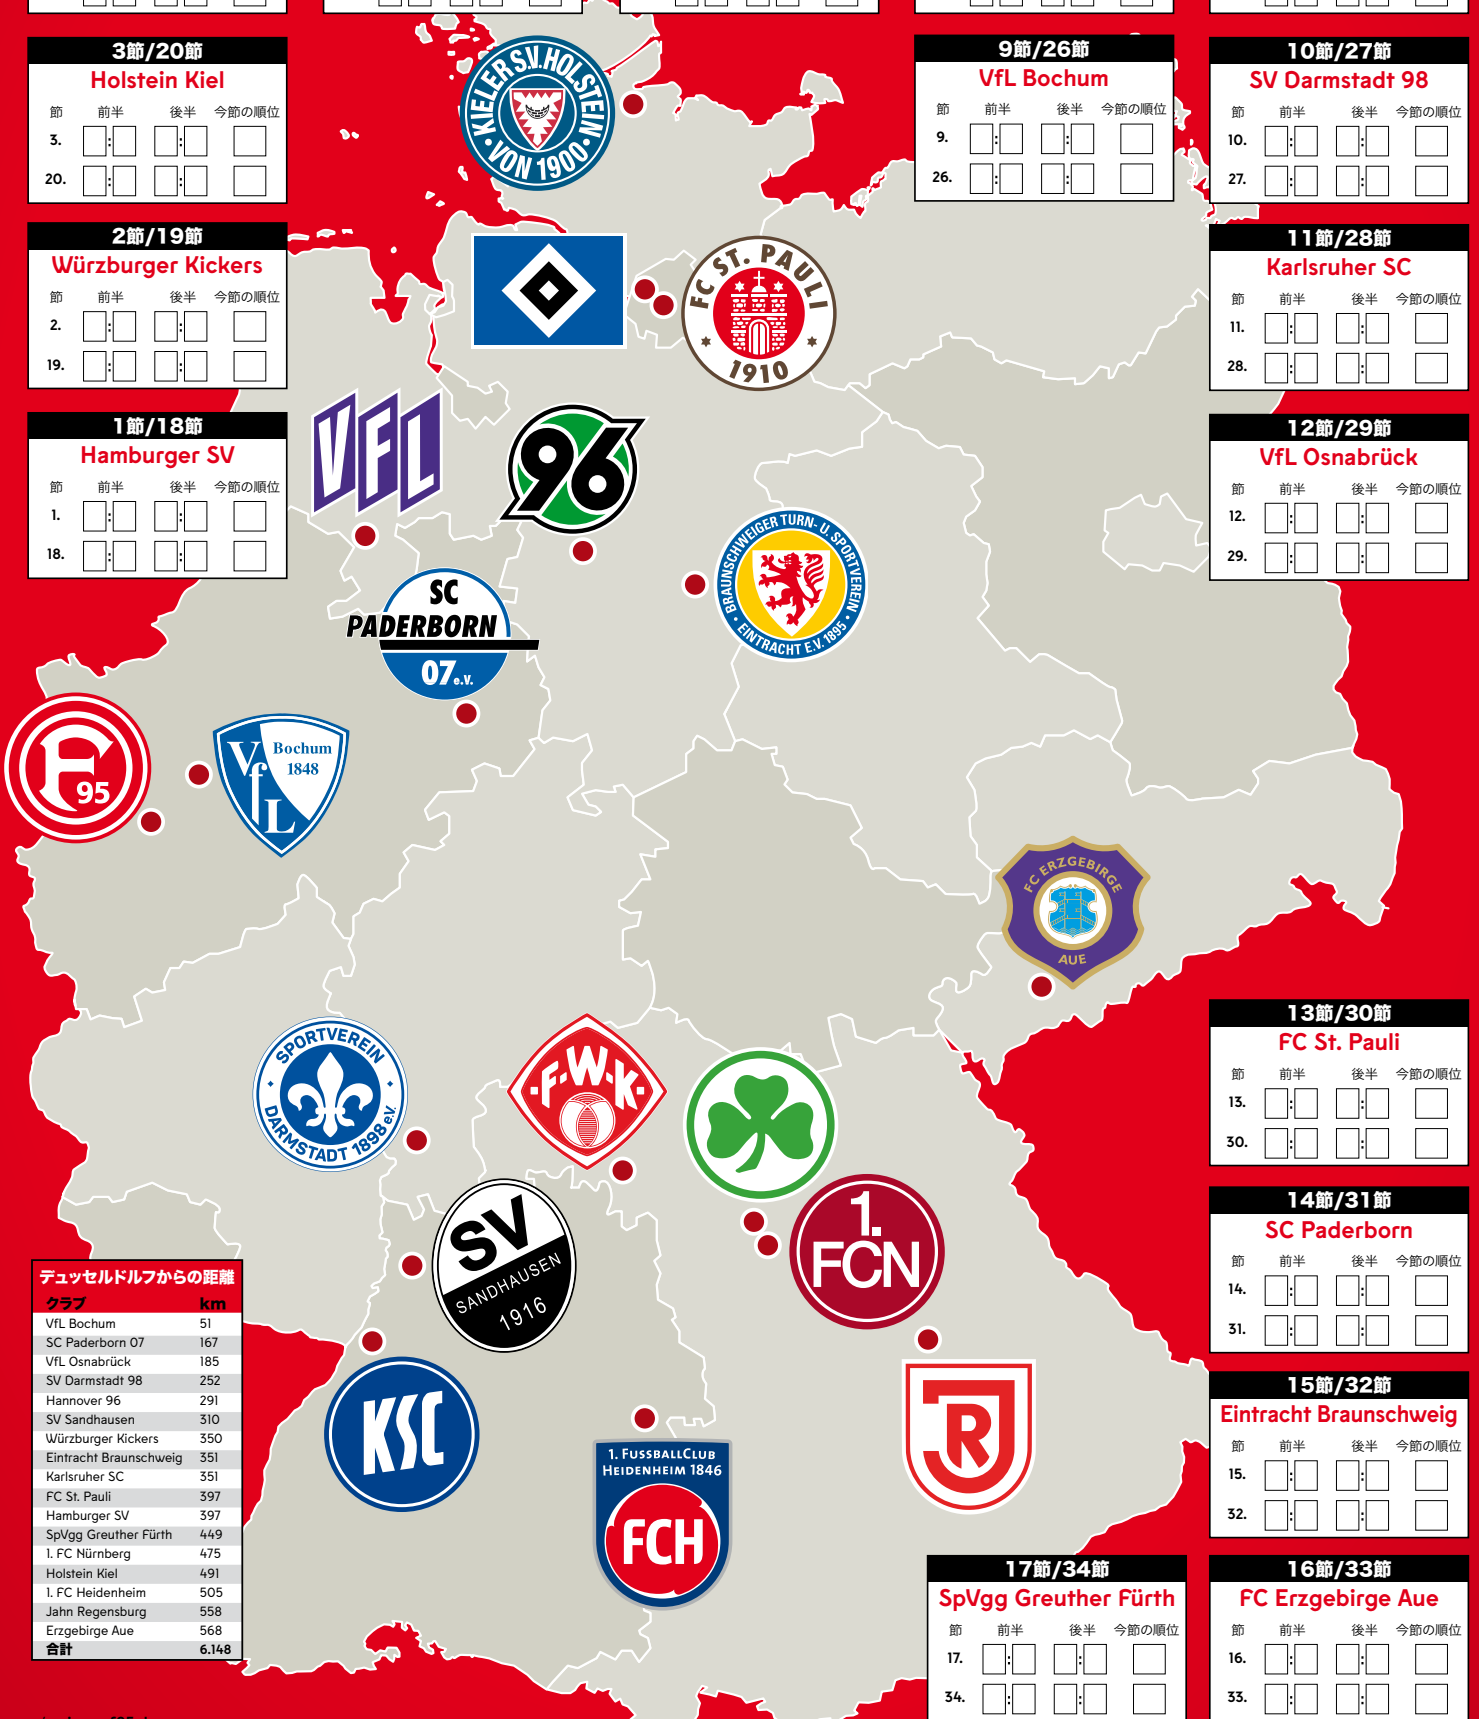 3節/20節
Holstein Kiel
節 前半 後半 今節の順位
3. : :
20. : :
2節/19節
Würzburger Kickers
節 前半 後半 今節の順位
2. : :
19. : :
1節/18節
Hamburger SV
節 前半 後半 今節の順位
1. : :
18. : :
9節/26節
VfL Bochum
節 前半 後半 今節の順位
9. : :
26. : :
10節/27節
SV Darmstadt 98
節 前半 後半 今節の順位
10. : :
27. : :
11節/28節
Karlsruher SC
節 前半 後半 今節の順位
11. : :
28. : :
12節/29節
VfL Osnabrück
節 前半 後半 今節の順位
12. : :
29. : :
KIELER S.V. HOLSTEIN
VON 1900
FC ST. PAULI
1910
VFL
96
BRAUNSCHWEIGER TURN- U. SPORTVEREIN
EINTRACHT E.V. 1895
SC
PADERBORN
07 e.V.
F
95
VfL
Bochum
1848
FC ERZGEBIRGE
AUE
SPORTVEREIN
DARMSTADT 1898 e.V.
F·W·K
SV
SANDHAUSEN
1916
1.
FCN
KSC
1. FUSSBALLCLUB
HEIDENHEIM 1846
FCH
JR
デュッセルドルフからの距離
クラブ km
VfL Bochum 51
SC Paderborn 07 167
VfL Osnabrück 185
SV Darmstadt 98 252
Hannover 96 291
SV Sandhausen 310
Würzburger Kickers 350
Eintracht Braunschweig 351
Karlsruher SC 351
FC St. Pauli 397
Hamburger SV 397
SpVgg Greuther Fürth 449
1. FC Nürnberg 475
Holstein Kiel 491
1. FC Heidenheim 505
Jahn Regensburg 558
Erzgebirge Aue 568
合計 6.148
13節/30節
FC St. Pauli
節 前半 後半 今節の順位
13. : :
30. : :
14節/31節
SC Paderborn
節 前半 後半 今節の順位
14. : :
31. : :
15節/32節
Eintracht Braunschweig
節 前半 後半 今節の順位
15. : :
32. : :
17節/34節
SpVgg Greuther Fürth
節 前半 後半 今節の順位
17. : :
34. : :
16節/33節
FC Erzgebirge Aue
節 前半 後半 今節の順位
16. : :
33. : :